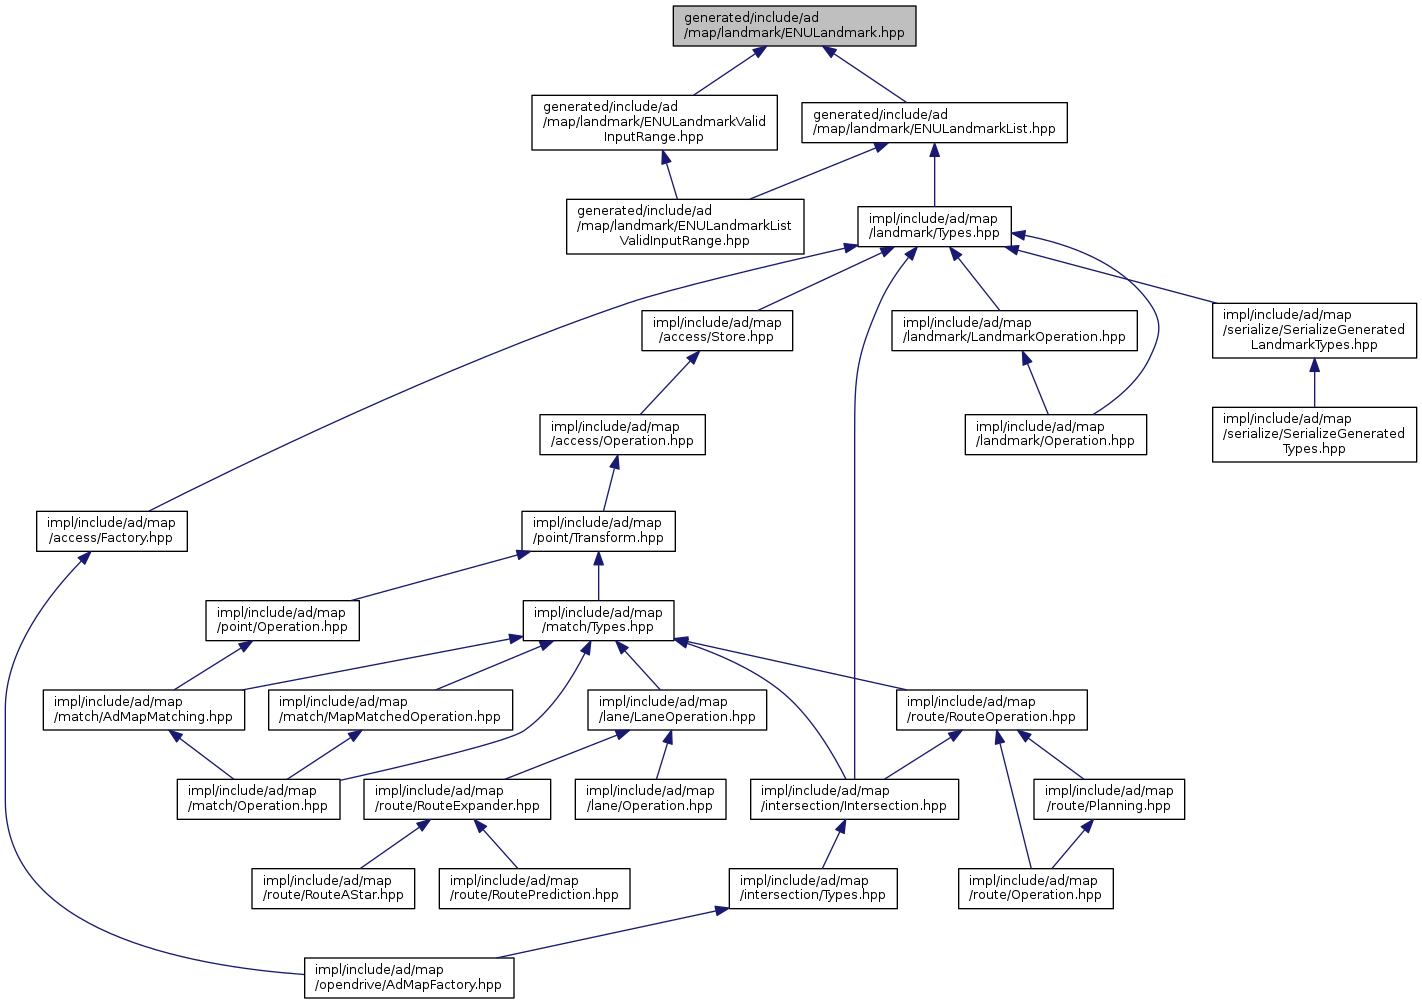 generated/include/ad
/map/landmark/ENULandmark.hpp
generated/include/ad
/map/landmark/ENULandmarkValid
InputRange.hpp
generated/include/ad
/map/landmark/ENULandmarkList.hpp
generated/include/ad
/map/landmark/ENULandmarkList
ValidInputRange.hpp
impl/include/ad/map
/landmark/Types.hpp
impl/include/ad/map
/access/Store.hpp
impl/include/ad/map
/landmark/LandmarkOperation.hpp
impl/include/ad/map
/serialize/SerializeGenerated
LandmarkTypes.hpp
impl/include/ad/map
/access/Operation.hpp
impl/include/ad/map
/landmark/Operation.hpp
impl/include/ad/map
/serialize/SerializeGenerated
Types.hpp
impl/include/ad/map
/access/Factory.hpp
impl/include/ad/map
/point/Transform.hpp
impl/include/ad/map
/point/Operation.hpp
impl/include/ad/map
/match/Types.hpp
impl/include/ad/map
/match/AdMapMatching.hpp
impl/include/ad/map
/match/MapMatchedOperation.hpp
impl/include/ad/map
/lane/LaneOperation.hpp
impl/include/ad/map
/route/RouteOperation.hpp
impl/include/ad/map
/match/Operation.hpp
impl/include/ad/map
/route/RouteExpander.hpp
impl/include/ad/map
/lane/Operation.hpp
impl/include/ad/map
/intersection/Intersection.hpp
impl/include/ad/map
/route/Planning.hpp
impl/include/ad/map
/route/RouteAStar.hpp
impl/include/ad/map
/route/RoutePrediction.hpp
impl/include/ad/map
/intersection/Types.hpp
impl/include/ad/map
/route/Operation.hpp
impl/include/ad/map
/opendrive/AdMapFactory.hpp